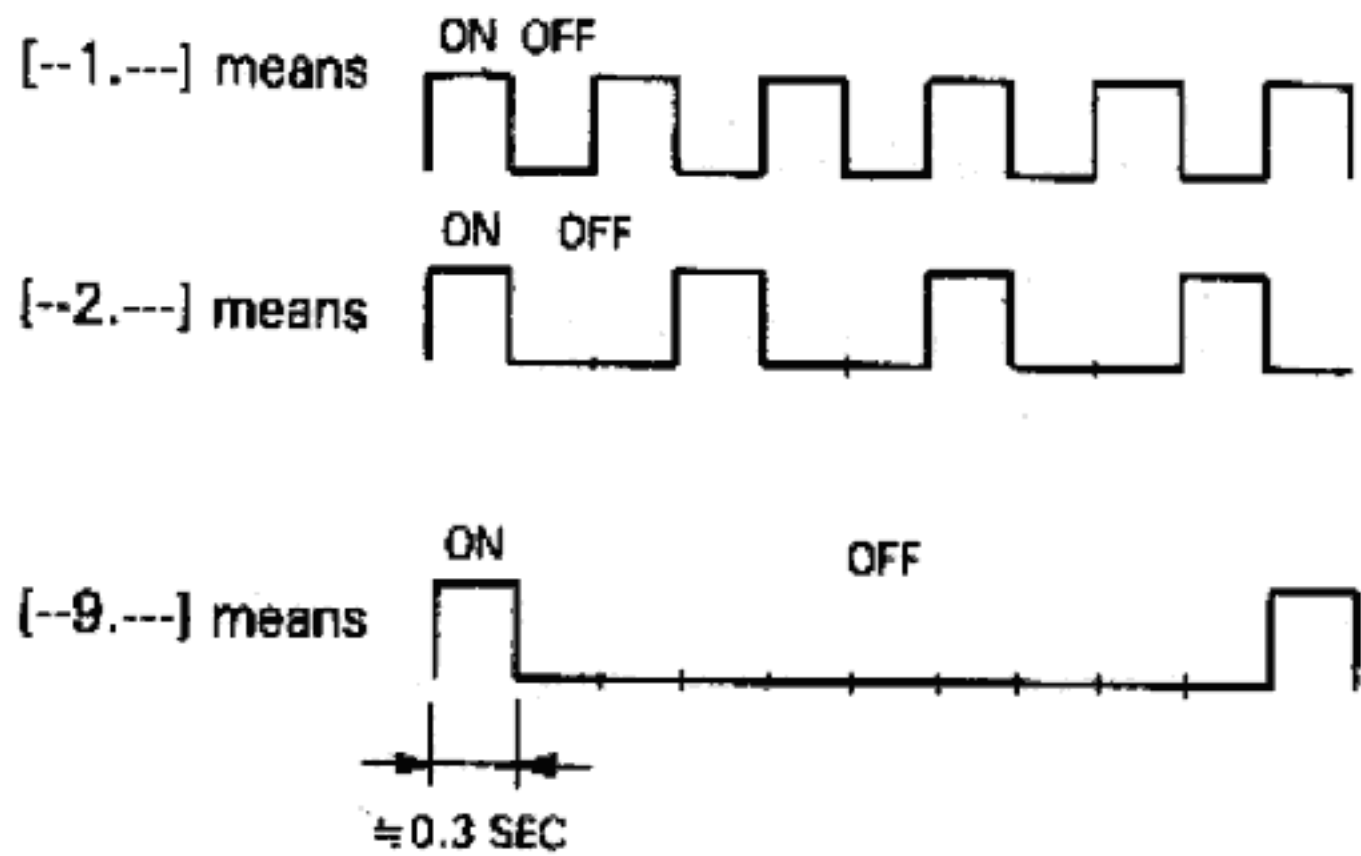 ON OFF
[--1.---] means
ON OFF
[--2.---] means
ON OFF
[--9.---] means
≒0.3 SEC